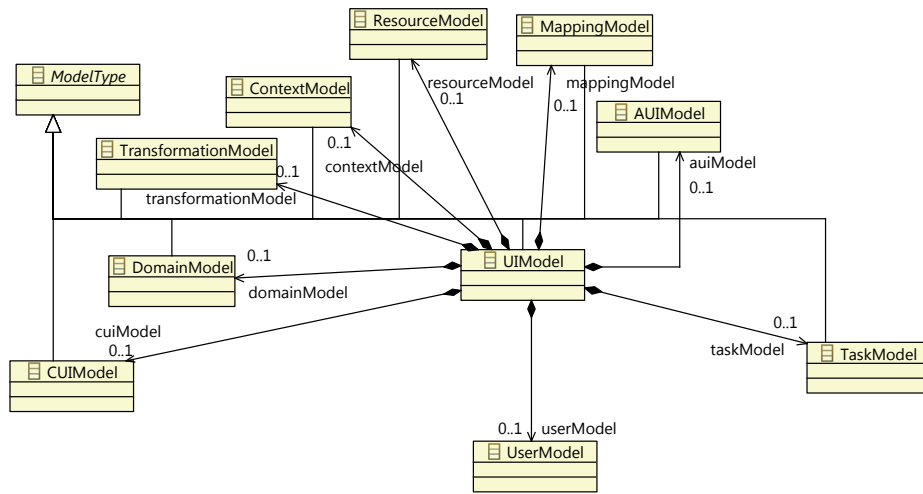 ResourceModel
MappingModel
ModelType
resourceModel
mappingModel
ContextModel
0..1
0..1
AUIModel
TransformationModel
0..1
contextModel
auiModel
0..1
0..1
transformationModel
UIModel
DomainModel
0..1
domainModel
cuiModel
0..1
0..1
taskModel
CUIModel
TaskModel
0..1
userModel
UserModel